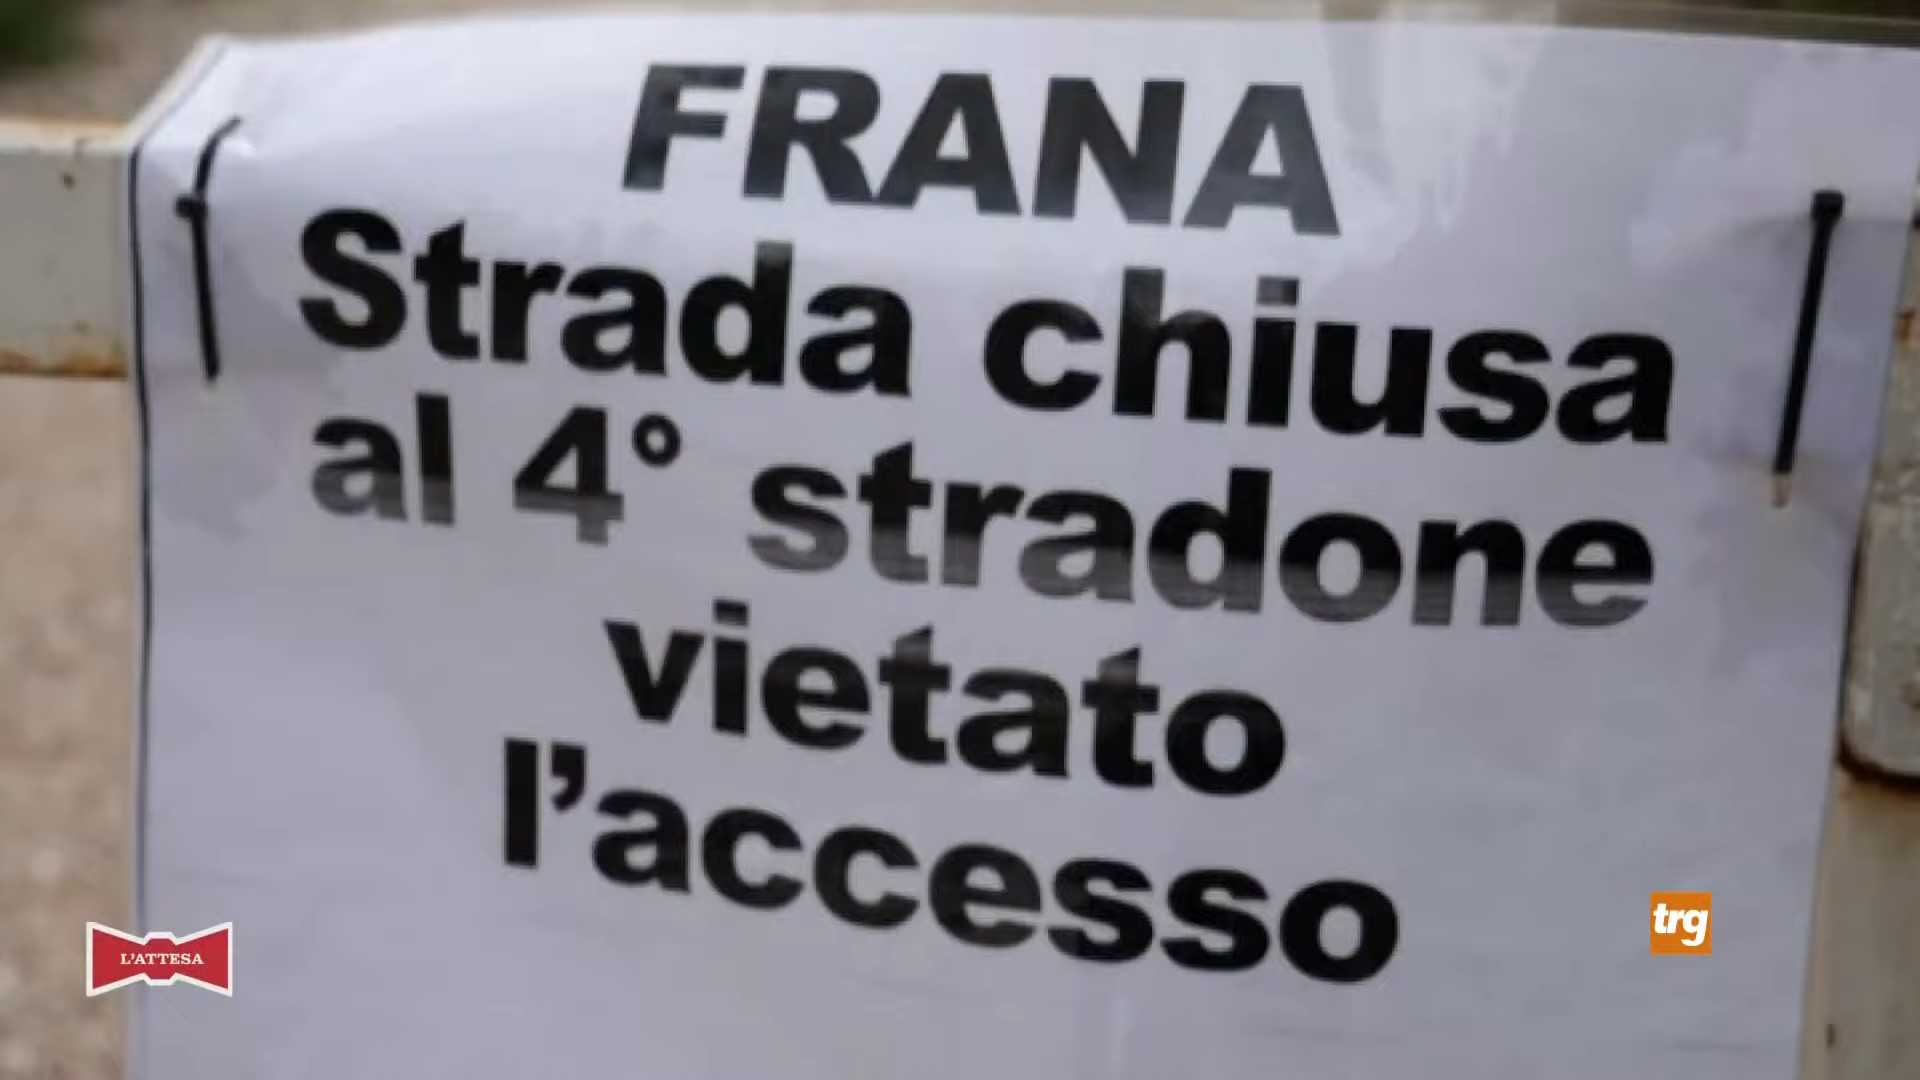 FRANA
Strada chiusa
al 4° stradone
vietato
l’accesso
L'ATTESA
trg